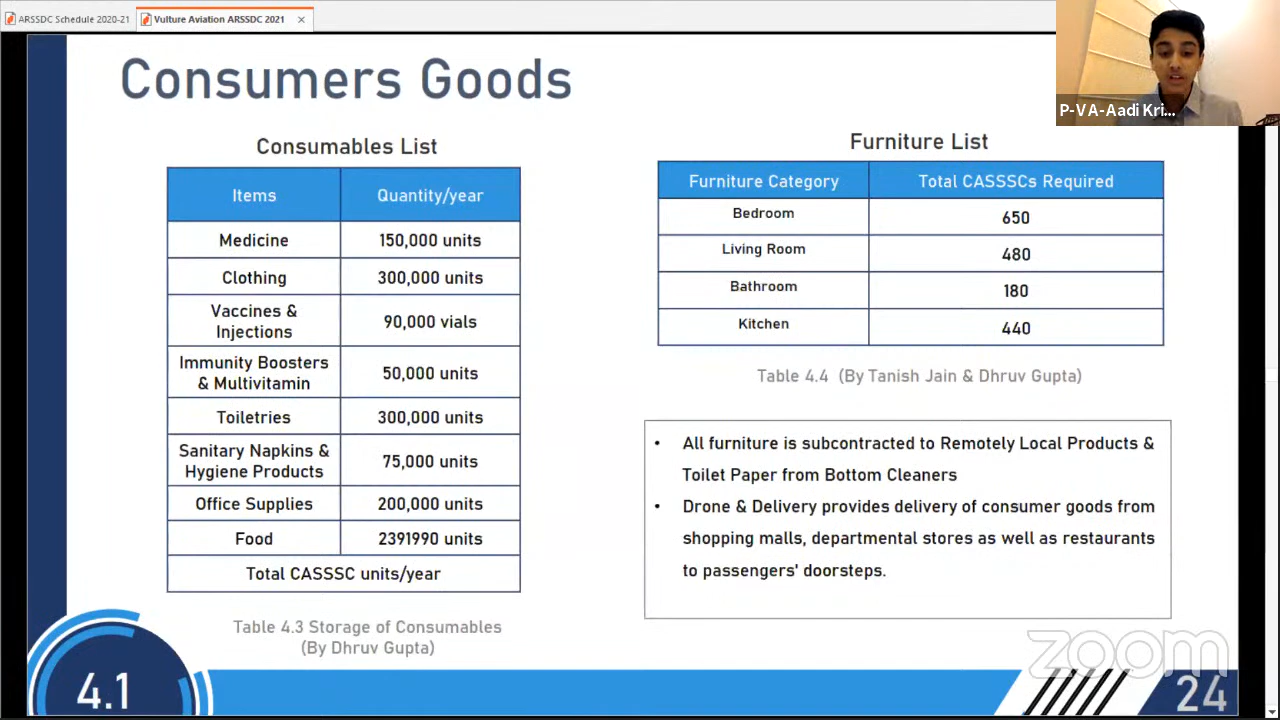 ARSSDC Schedule 2020-21
Vulture Aviation ARSSDC 2021
P-V A-Aadi Kri...
Consumers Goods
Consumables List
Items Quantity/year
Medicine 150,000 units
Clothing 300,000 units
Vaccines &
Injections 90,000 vials
Immunity Boosters
& Multivitamin 50,000 units
Toiletries 300,000 units
Sanitary Napkins &
Hygiene Products 75,000 units
Office Supplies 200,000 units
Food 2391990 units
Total CASSSC units/year
Table 4.3 Storage of Consumables
(By Dhruv Gupta)
Furniture List
Furniture Category Total CASSSCs Required
Bedroom 650
Living Room 480
Bathroom 180
Kitchen 440
Table 4.4 (By Tanish Jain & Dhruv Gupta)
• All furniture is subcontracted to Remotely Local Products &
Toilet Paper from Bottom Cleaners
• Drone & Delivery provides delivery of consumer goods from
shopping malls, departmental stores as well as restaurants
to passengers' doorsteps.
zoom
4.1
24